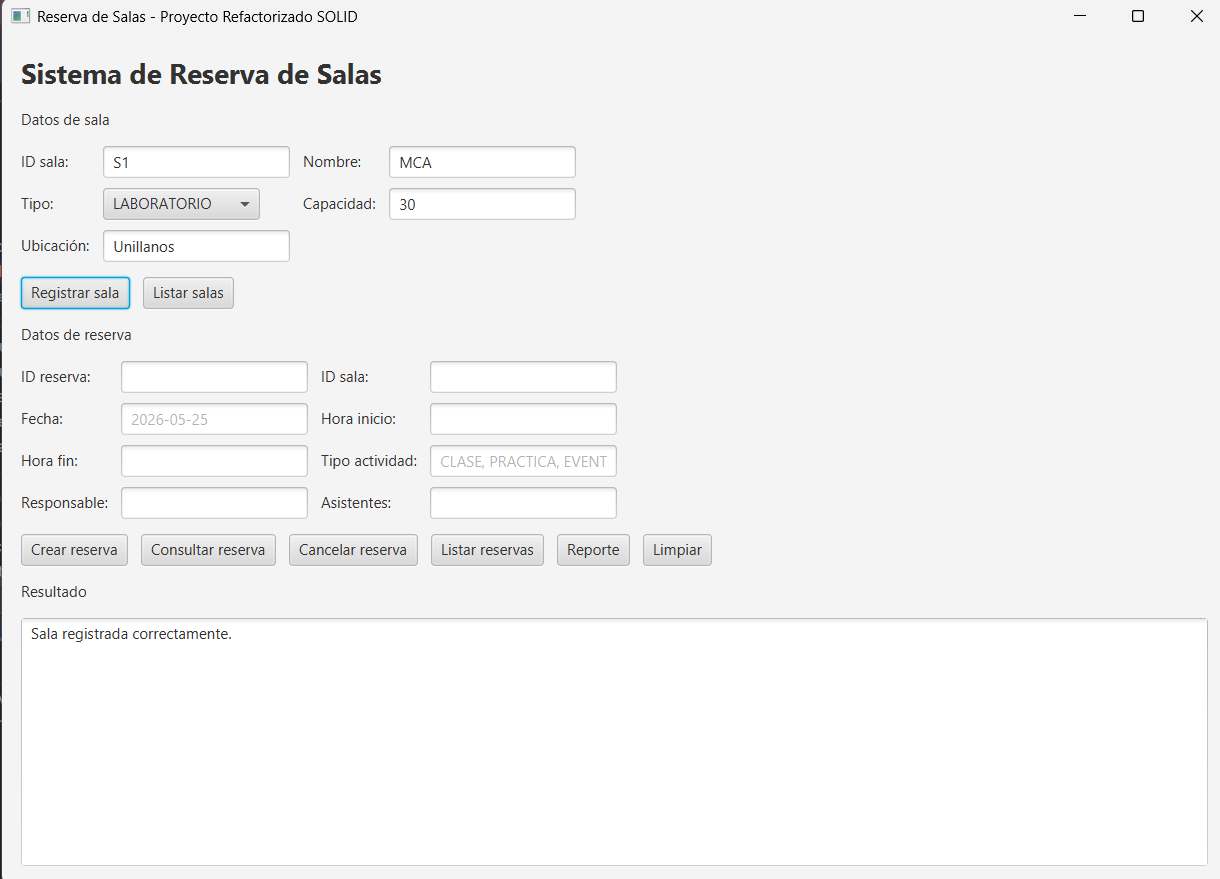 Reserva de Salas - Proyecto Refactorizado SOLID
Sistema de Reserva de Salas
Datos de sala
ID sala: S1 Nombre: MCA
Tipo: LABORATORIO Capacidad: 30
Ubicación: Unillanos
Registrar sala Listar salas
Datos de reserva
ID reserva: ID sala:
Fecha: 2026-05-25 Hora inicio:
Hora fin: Tipo actividad: CLASE, PRACTICA, EVENT
Responsable: Asistentes:
Crear reserva Consultar reserva Cancelar reserva Listar reservas Reporte Limpiar
Resultado
Sala registrada correctamente.